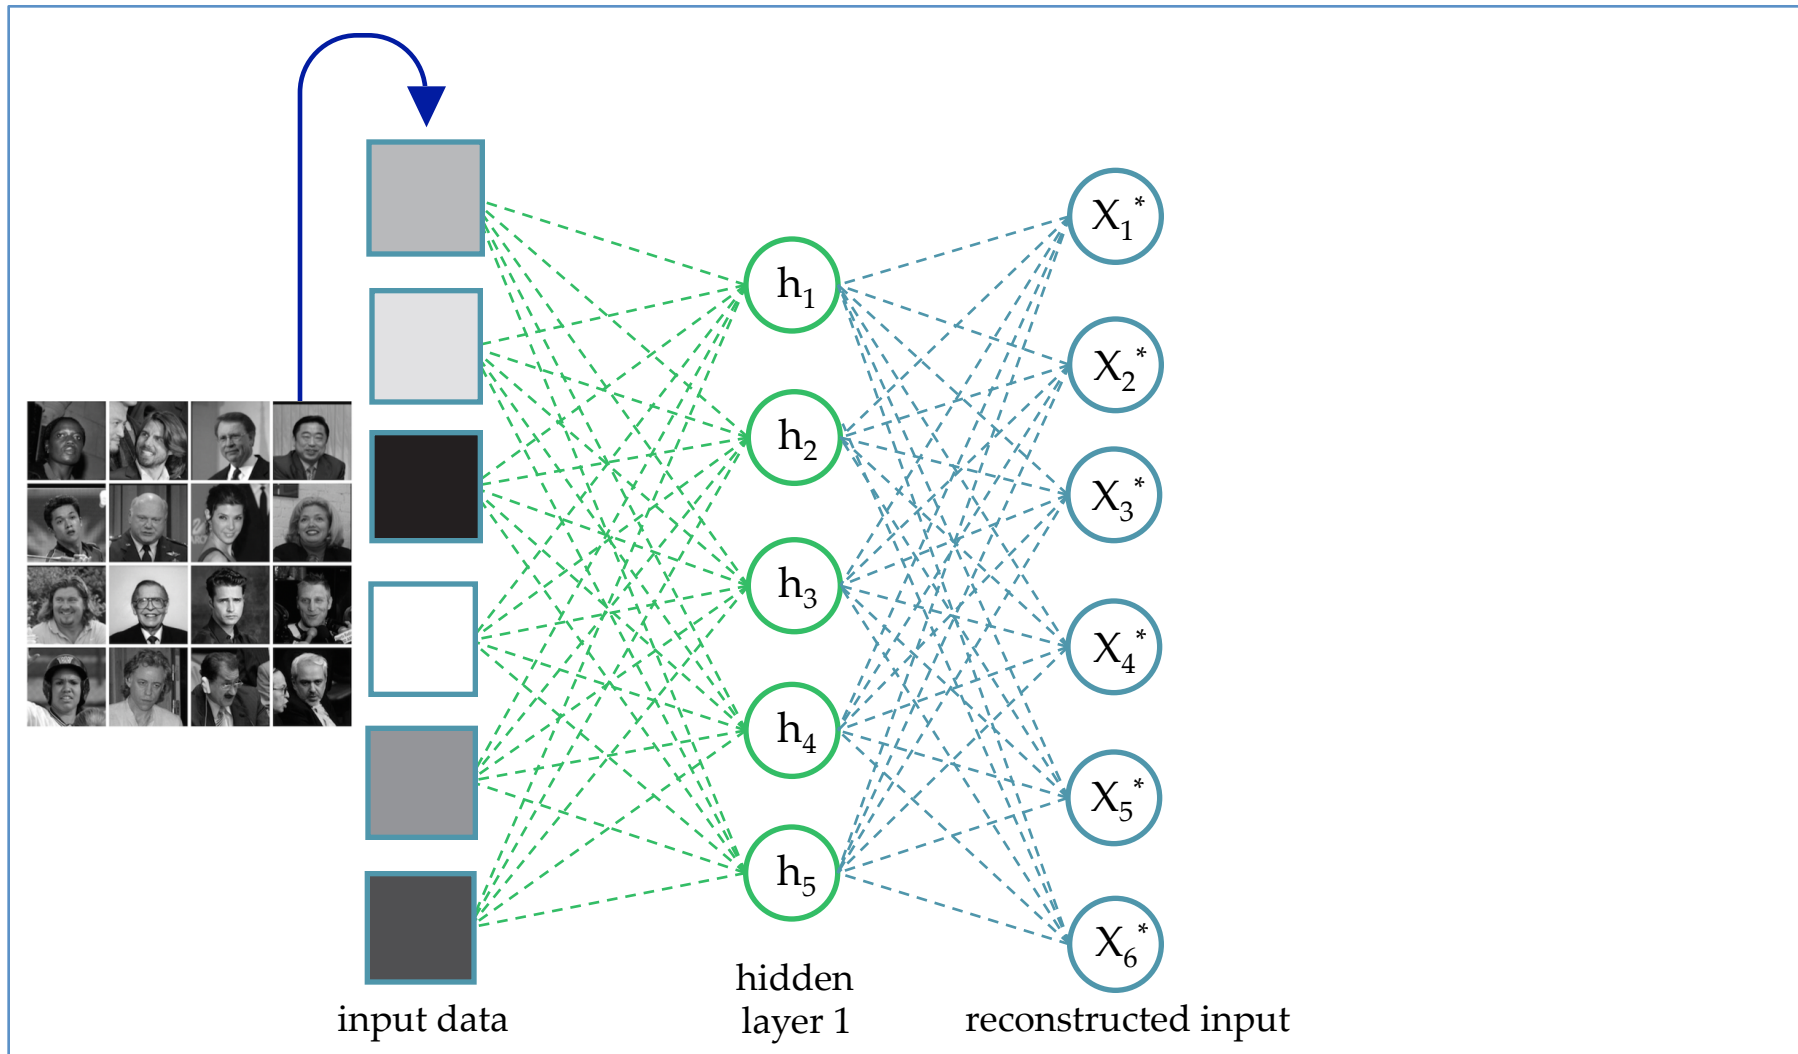 h₁
h₂
h₃
h₄
h₅
X₁*
X₂*
X₃*
X₄*
X₅*
X₆*
input data
hidden
layer 1
reconstructed input